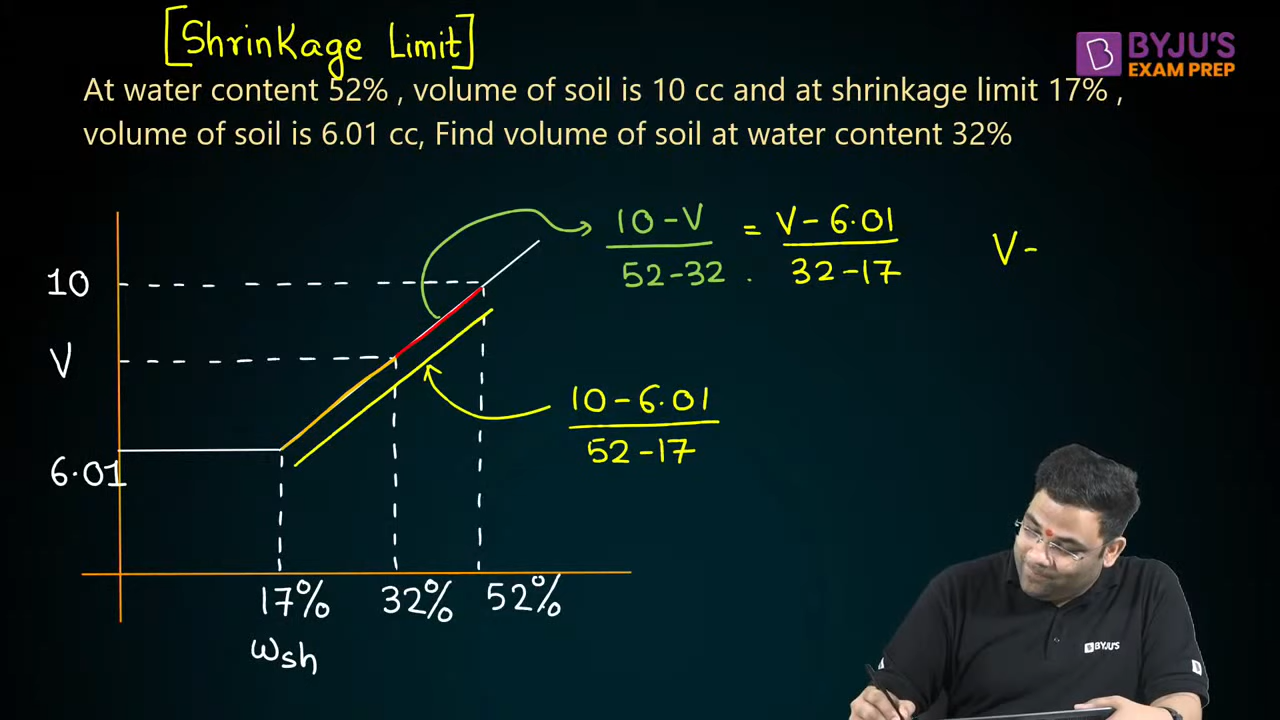 [Shrinkage Limit]
BYJU'S
EXAM PREP
At water content 52% , volume of soil is 10 cc and at shrinkage limit 17% ,
volume of soil is 6.01 cc, Find volume of soil at water content 32%
10 - V / 52 - 32 . = V - 6.01 / 32 - 17
V -
10
V
10 - 6.01 / 52 - 17
6.01
17% 32% 52%
wsh
BYJU'S